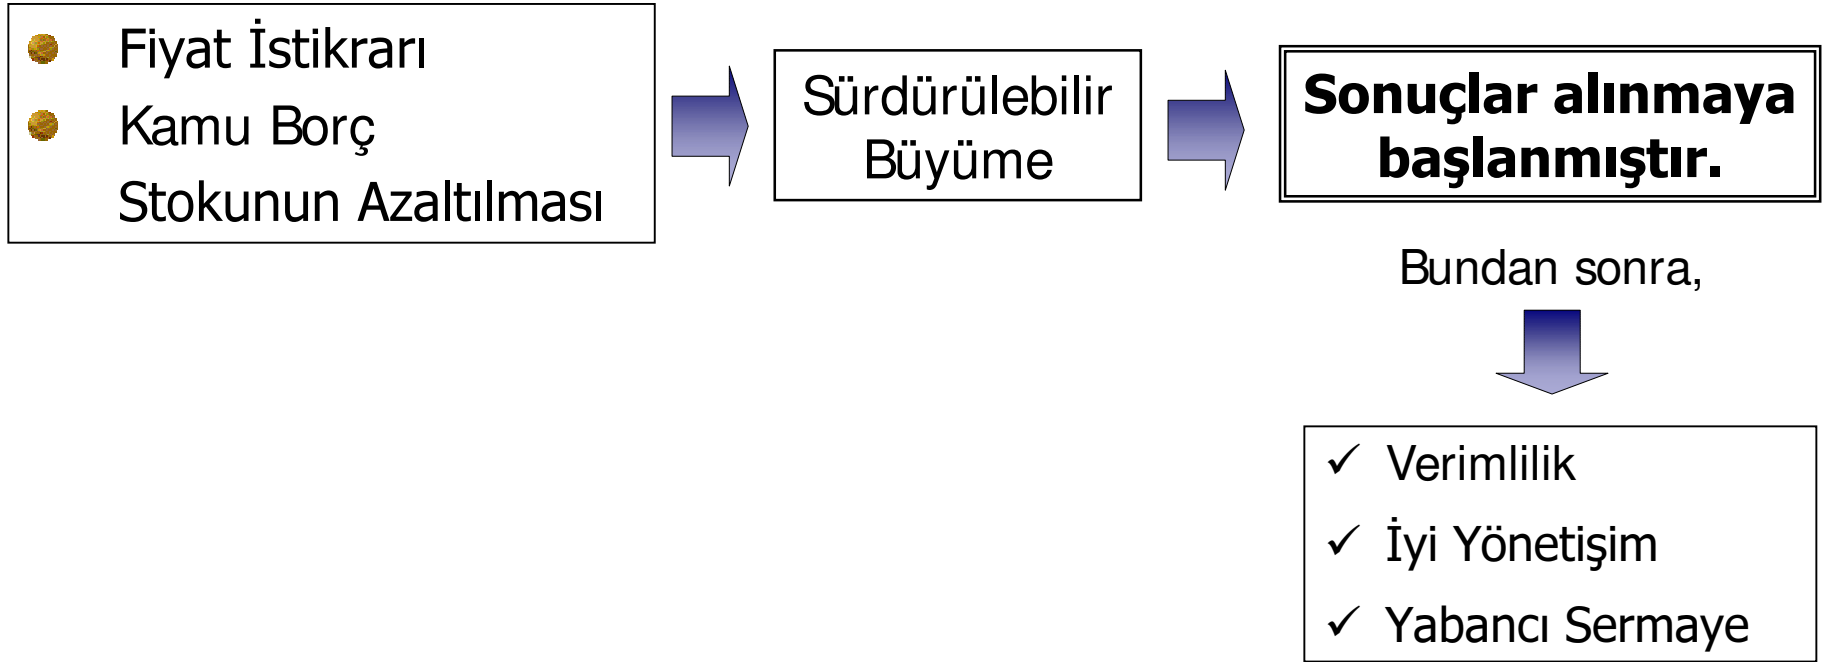 Fiyat İstikrarı
Kamu Borç
Stokunun Azaltılması
Sürdürülebilir
Büyüme
Sonuçlar alınmaya
başlanmıştır.
Bundan sonra,
✓ Verimlilik
✓ İyi Yönetişim
✓ Yabancı Sermaye